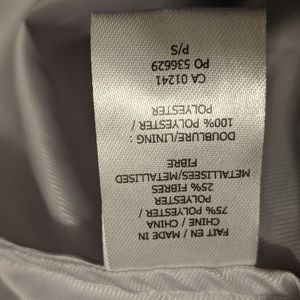 FAIT EN / MADE IN
CHINE / CHINA
75% POLYESTER /
POLYESTER
25% FIBRES
METALLISEES/METALLISED
FIBRE
DOUBLURE/LINING :
100% POLYESTER /
POLYESTER
CA 01241
PO 536629
P/S